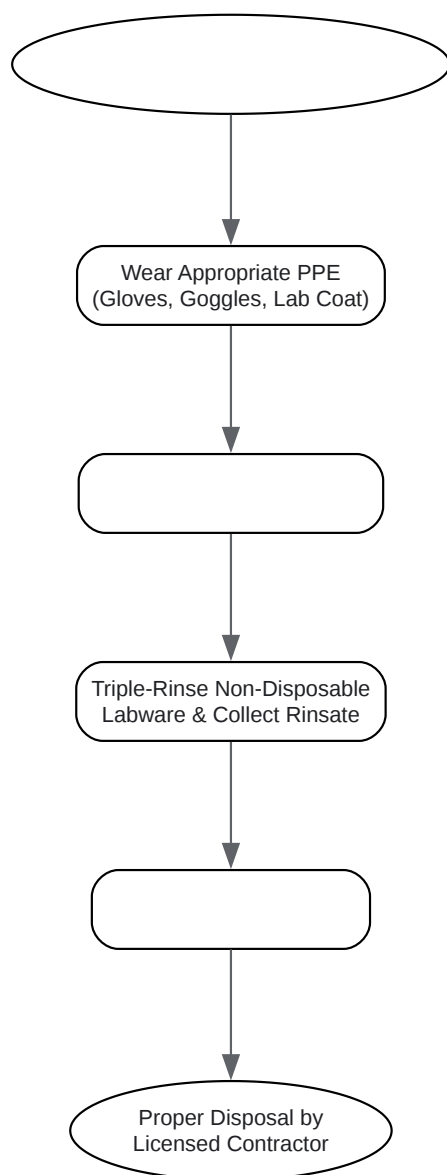 Wear Appropriate PPE
(Gloves, Goggles, Lab Coat)
Triple-Rinse Non-Disposable
Labware & Collect Rinsate
Proper Disposal by
Licensed Contractor